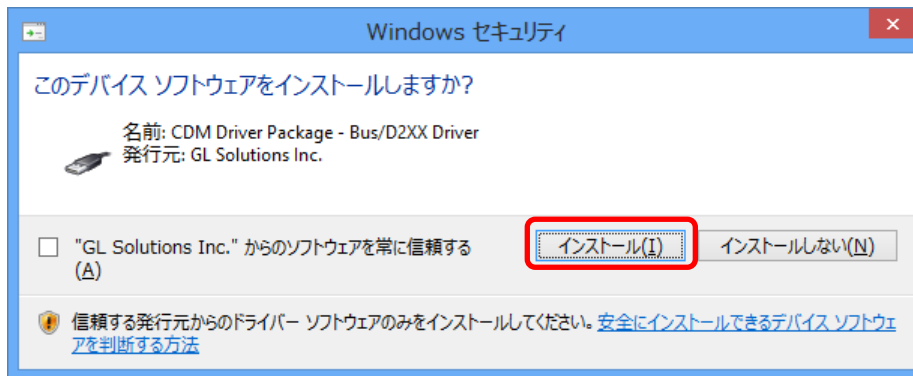 Windows セキュリティ
このデバイス ソフトウェアをインストールしますか?
名前: CDM Driver Package - Bus/D2XX Driver
発行元: GL Solutions Inc.
"GL Solutions Inc." からのソフトウェアを常に信頼する
(A)
インストール(I)
インストールしない(N)
信頼する発行元からのドライバー ソフトウェアのみをインストールしてください。安全にインストールできるデバイス ソフトウェ
アを判断する方法